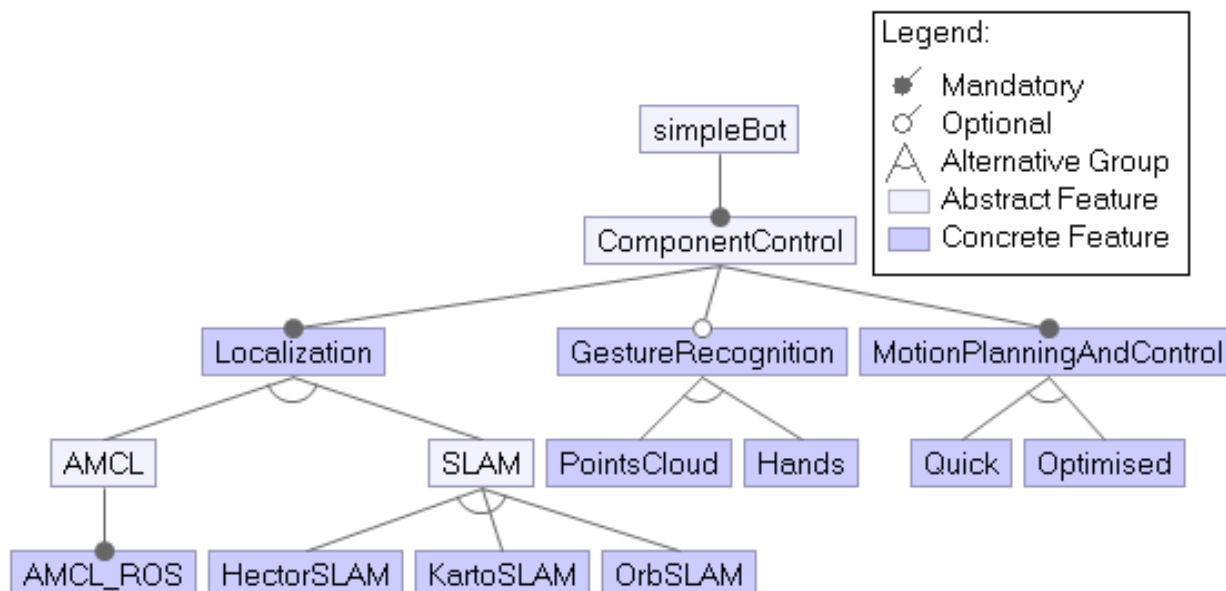 Legend:
Mandatory
Optional
Alternative Group
Abstract Feature
Concrete Feature
simpleBot
ComponentControl
Localization
GestureRecognition
MotionPlanningAndControl
AMCL
SLAM
PointsCloud
Hands
Quick
Optimised
AMCL_ROS
HectorSLAM
KartoSLAM
OrbSLAM